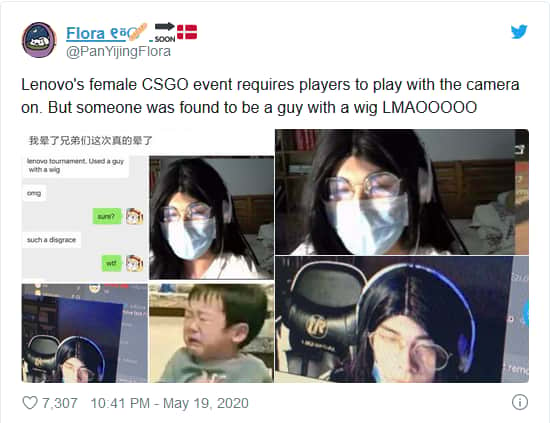 Flora
SOON
@PanYijingFlora
Lenovo's female CSGO event requires players to play with the camera
on. But someone was found to be a guy with a wig LMAOOOOO
我晕了兄弟们这次真的晕了
lenovo tournament. Used a guy
with a wig
omg
sure?
such a disgrace
wtf
7,307 10:41 PM - May 19, 2020